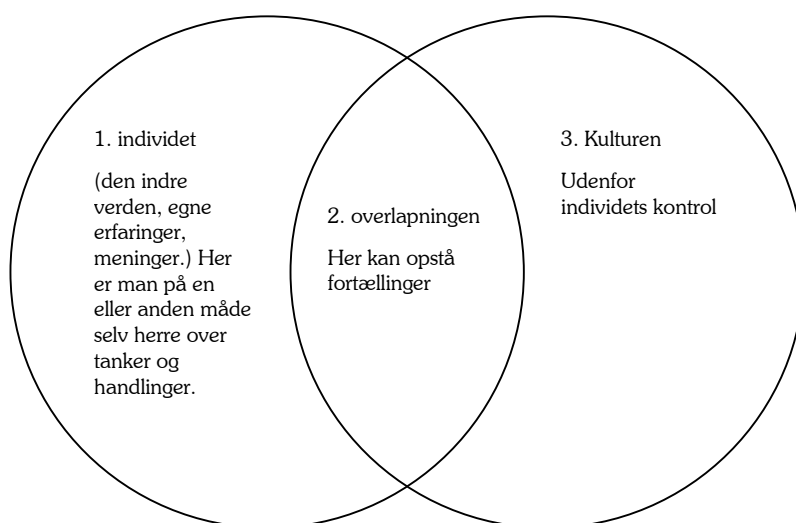 1. individet
(den indre
verden, egne
erfaringer,
meninger.) Her
er man på en
eller anden måde
selv herre over
tanker og
handlinger.
2. overlapningen
Her kan opstå
fortællinger
3. Kulturen
Udenfor
individets kontrol